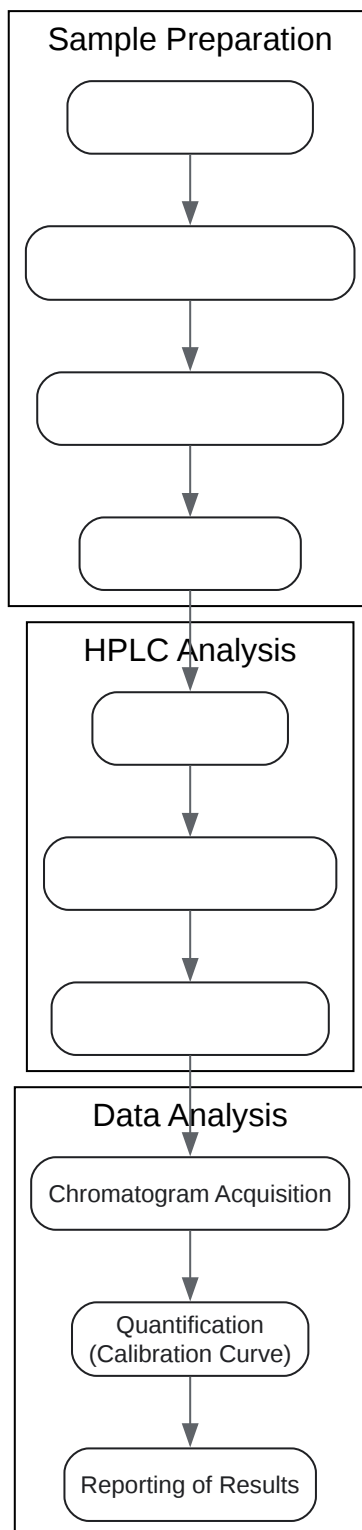 Sample Preparation
HPLC Analysis
Data Analysis
Chromatogram Acquisition
Quantification
(Calibration Curve)
Reporting of Results